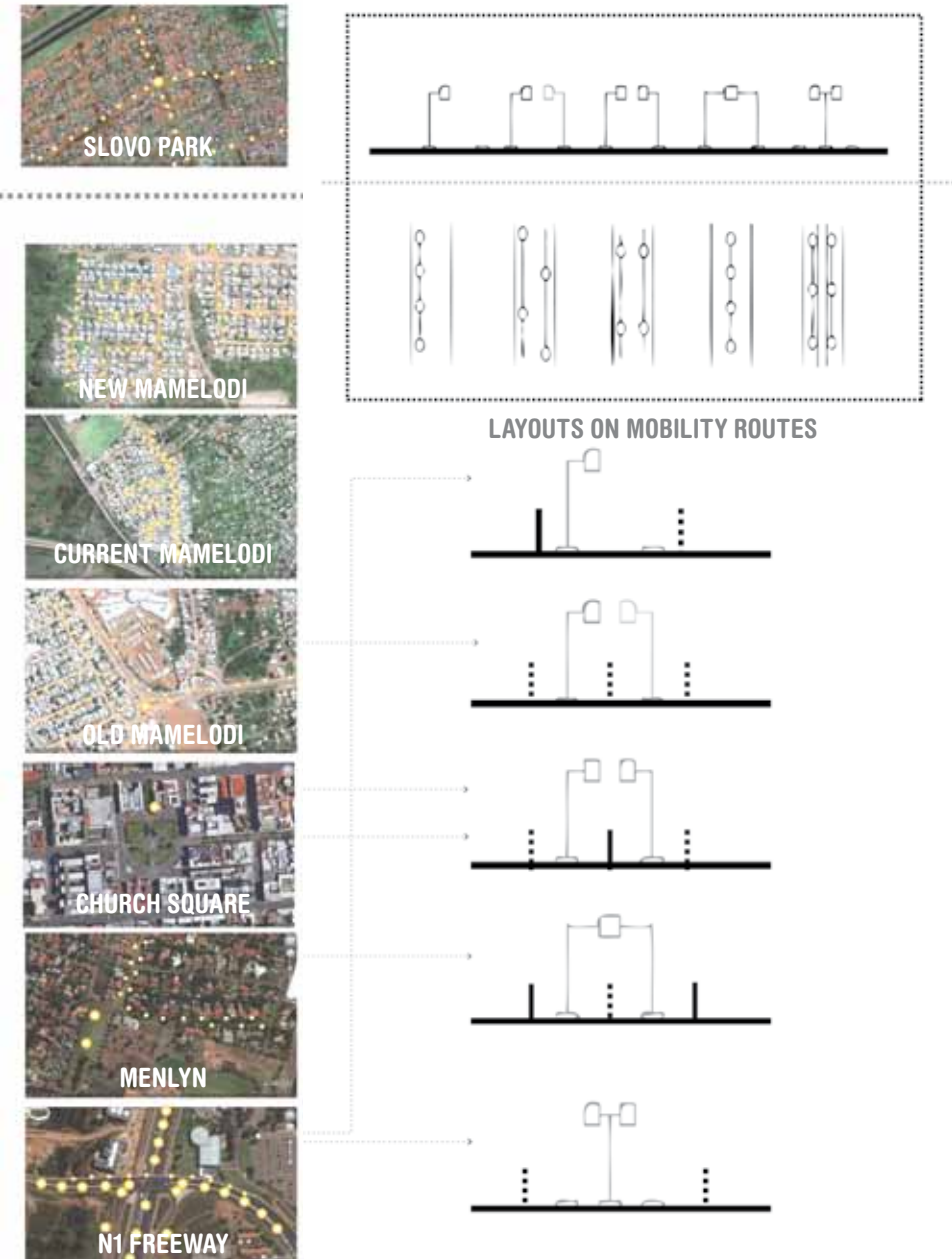 SLOVO PARK
NEW MAMELODI
LAYOUTS ON MOBILITY ROUTES
CURRENT MAMELODI
OLD MAMELODI
CHURCH SQUARE
MENLYN
N1 FREEWAY